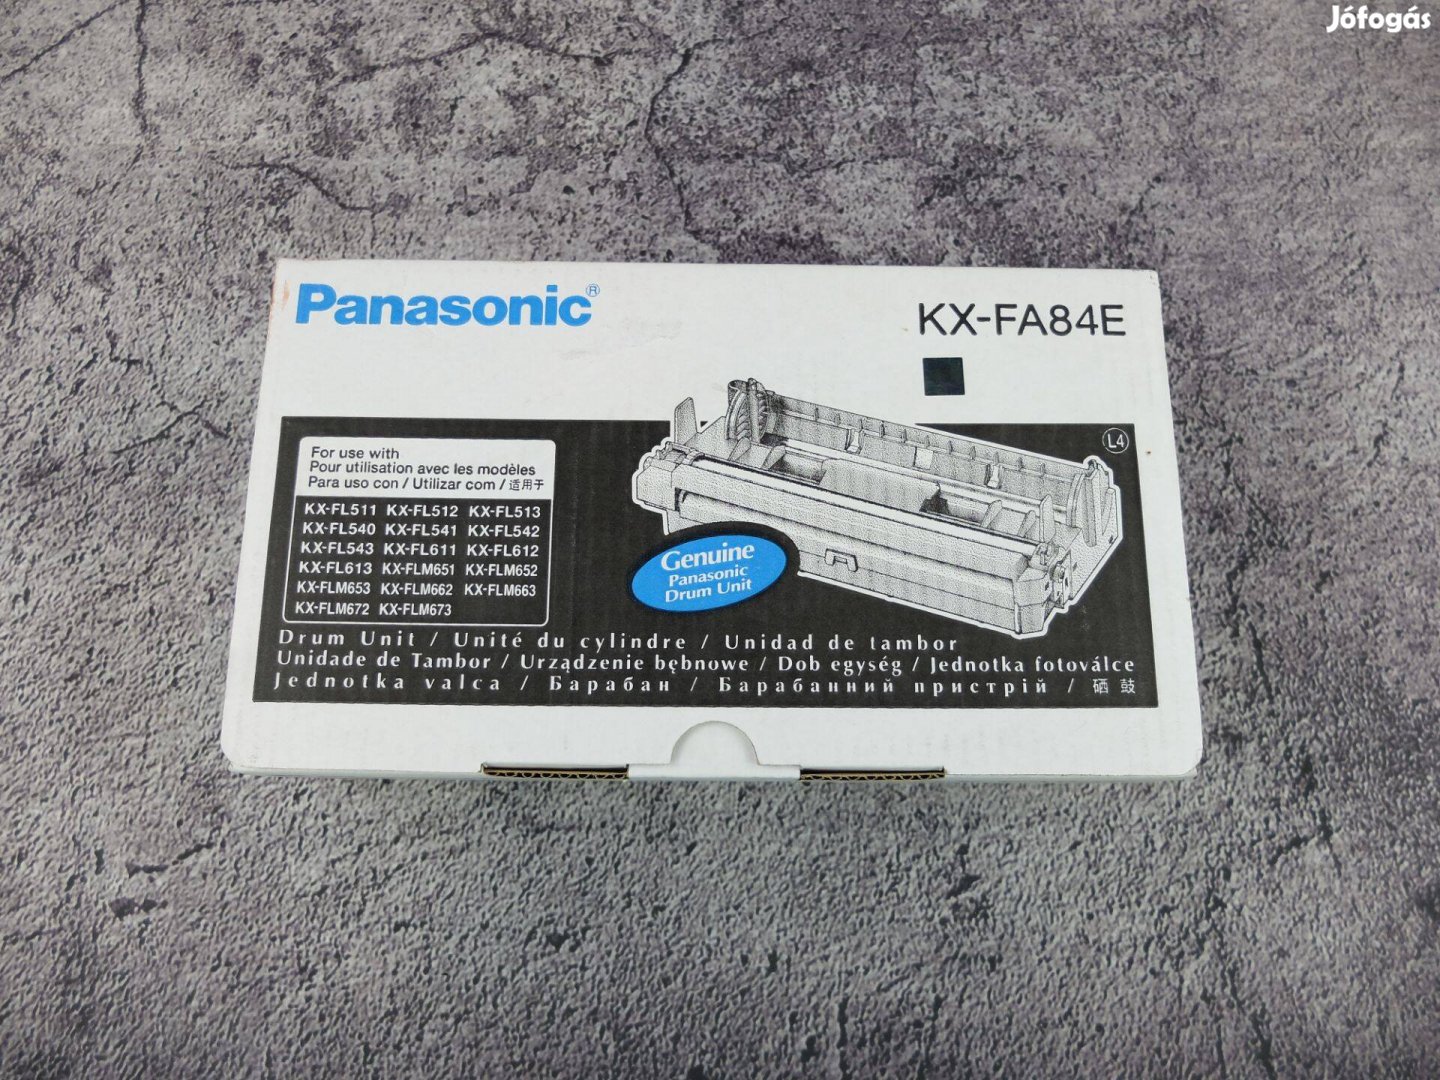 Jófogás
Panasonic®
KX-FA84E
L4
For use with
Pour utilisation avec les modèles
Para uso con / Utilizar com / 适用于
KX-FL511 KX-FL512 KX-FL513
KX-FL540 KX-FL541 KX-FL542
KX-FL543 KX-FL611 KX-FL612
KX-FL613 KX-FLM651 KX-FLM652
KX-FLM653 KX-FLM662 KX-FLM663
KX-FLM672 KX-FLM673
Genuine
Panasonic
Drum Unit
Drum Unit / Unité du cylindre / Unidad de tambor
Unidade de Tambor / Urządzenie bębnowe / Dob egység / Jednotka fotoválce
Jednotka valca / Барабан / Барабанний пристрій / 硒鼓